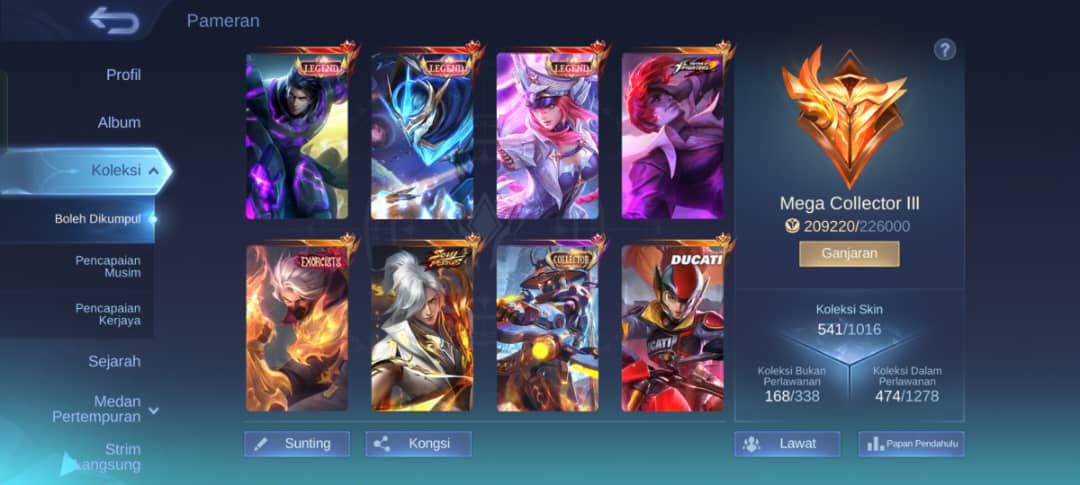 Pameran
Profil
Album
Koleksi
Boleh Dikumpul
Pencapaian
Musim
Pencapaian
Kerjaya
Sejarah
Medan
Pertempuran
Strim
Langsung
LEGEND
LEGEND
LEGEND
FIGHTERS
EXORCISTS
COLLECTOR
DUCATI
DUCATI
Sunting
Kongsi
?
Mega Collector III
209220/226000
Ganjaran
Koleksi Skin
541/1016
Koleksi Bukan
Perlawanan
168/338
Koleksi Dalam
Perlawanan
474/1278
Lawat
Papan Pendahulu